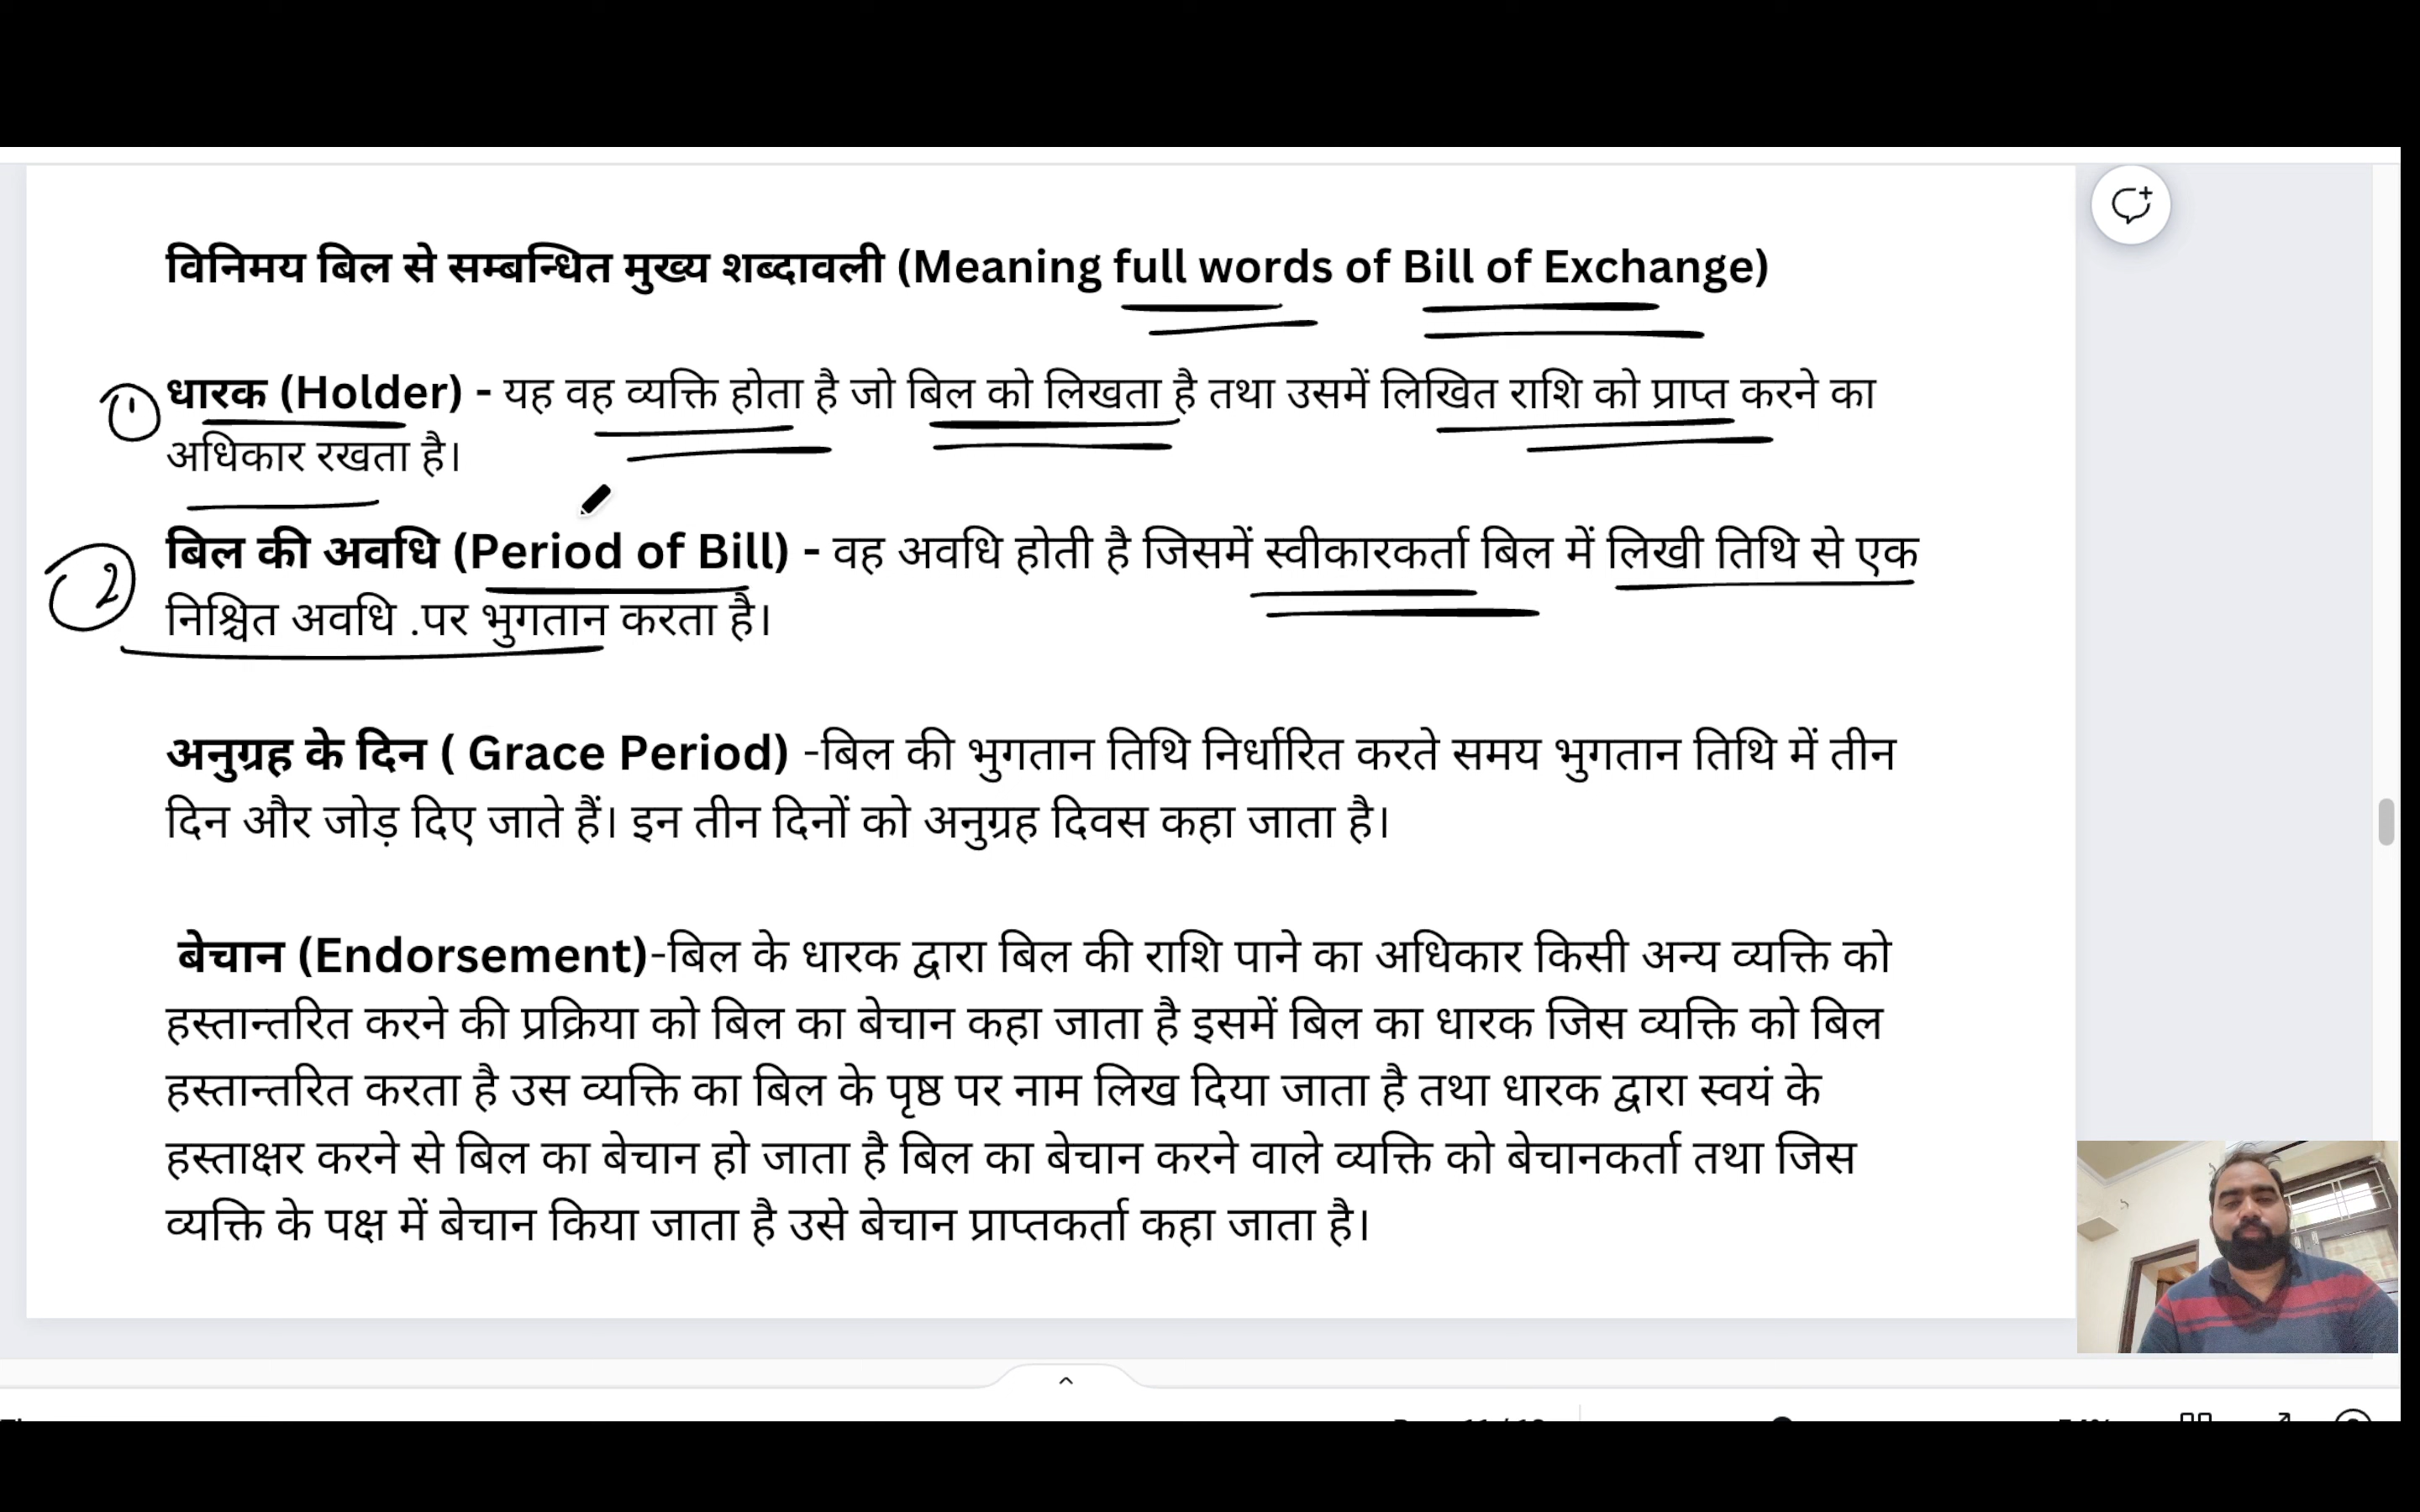 विनिमय बिल से सम्बन्धित मुख्य शब्दावली (Meaning full words of Bill of Exchange)
1 धारक (Holder) - यह वह व्यक्ति होता है जो बिल को लिखता है तथा उसमें लिखित राशि को प्राप्त करने का
अधिकार रखता है।
2 बिल की अवधि (Period of Bill) - वह अवधि होती है जिसमें स्वीकारकर्ता बिल में लिखी तिथि से एक
निश्चित अवधि .पर भुगतान करता है।
अनुग्रह के दिन ( Grace Period) -बिल की भुगतान तिथि निर्धारित करते समय भुगतान तिथि में तीन
दिन और जोड़ दिए जाते हैं। इन तीन दिनों को अनुग्रह दिवस कहा जाता है।
बेचान (Endorsement)-बिल के धारक द्वारा बिल की राशि पाने का अधिकार किसी अन्य व्यक्ति को
हस्तान्तरित करने की प्रक्रिया को बिल का बेचान कहा जाता है इसमें बिल का धारक जिस व्यक्ति को बिल
हस्तान्तरित करता है उस व्यक्ति का बिल के पृष्ठ पर नाम लिख दिया जाता है तथा धारक द्वारा स्वयं के
हस्ताक्षर करने से बिल का बेचान हो जाता है बिल का बेचान करने वाले व्यक्ति को बेचानकर्ता तथा जिस
व्यक्ति के पक्ष में बेचान किया जाता है उसे बेचान प्राप्तकर्ता कहा जाता है।